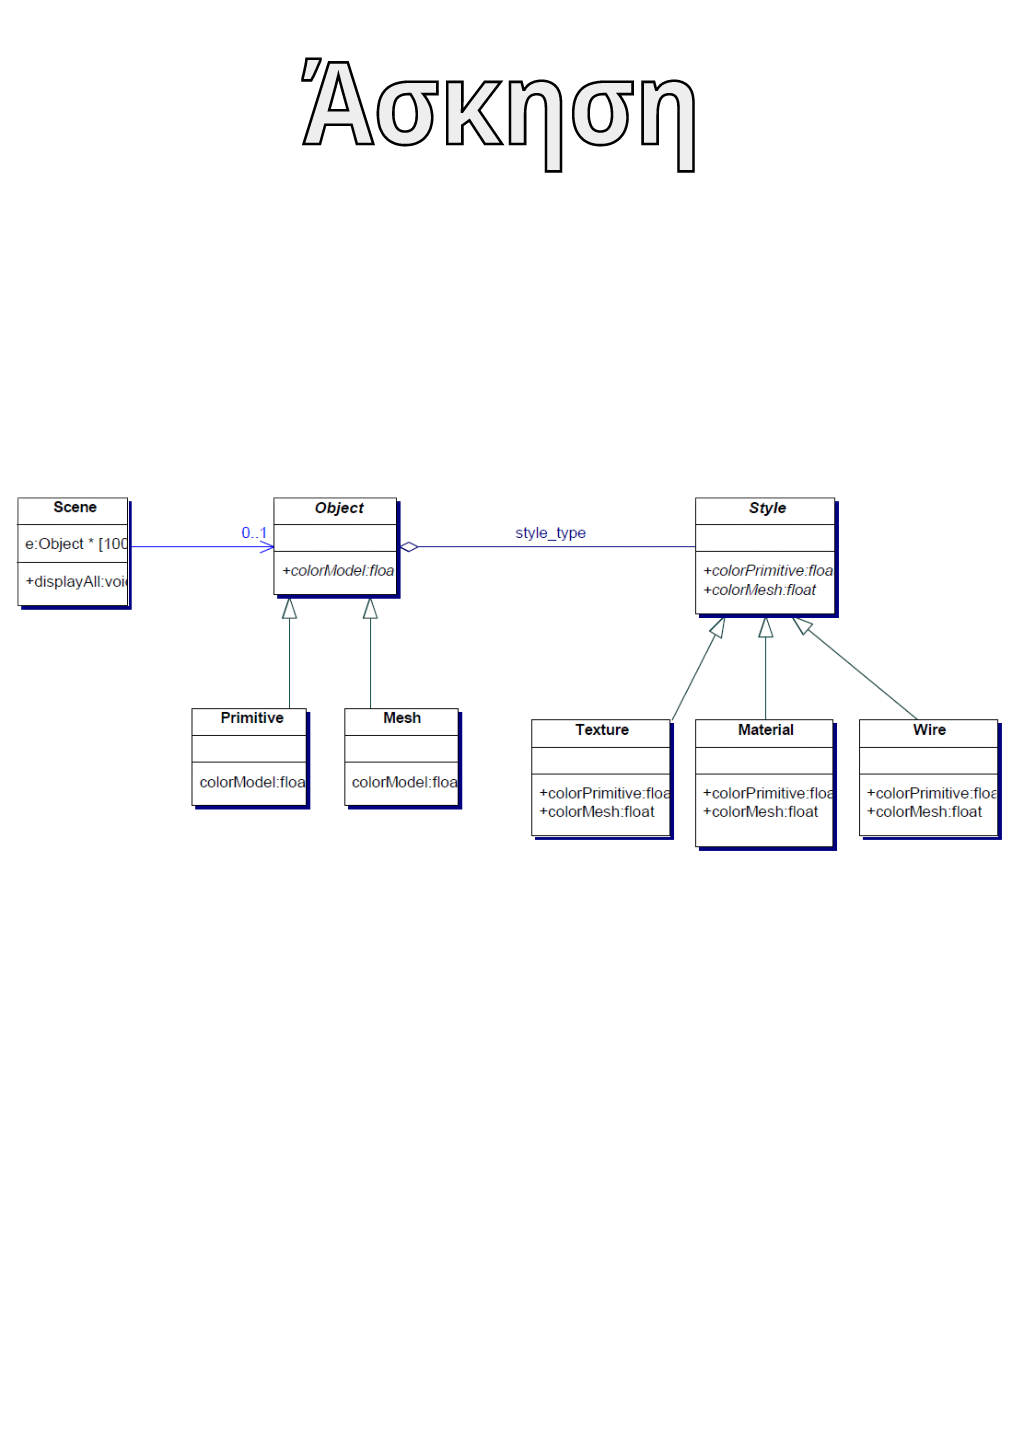 Άσκηση
Scene
e:Object * [100
+displayAll:voi
0..1
Object
+colorModel:floa
style_type
Style
+colorPrimitive:floa
+colorMesh:float
Primitive
colorModel:floa
Mesh
colorModel:floa
Texture
+colorPrimitive:floa
+colorMesh:float
Material
+colorPrimitive:floa
+colorMesh:float
Wire
+colorPrimitive:floa
+colorMesh:float